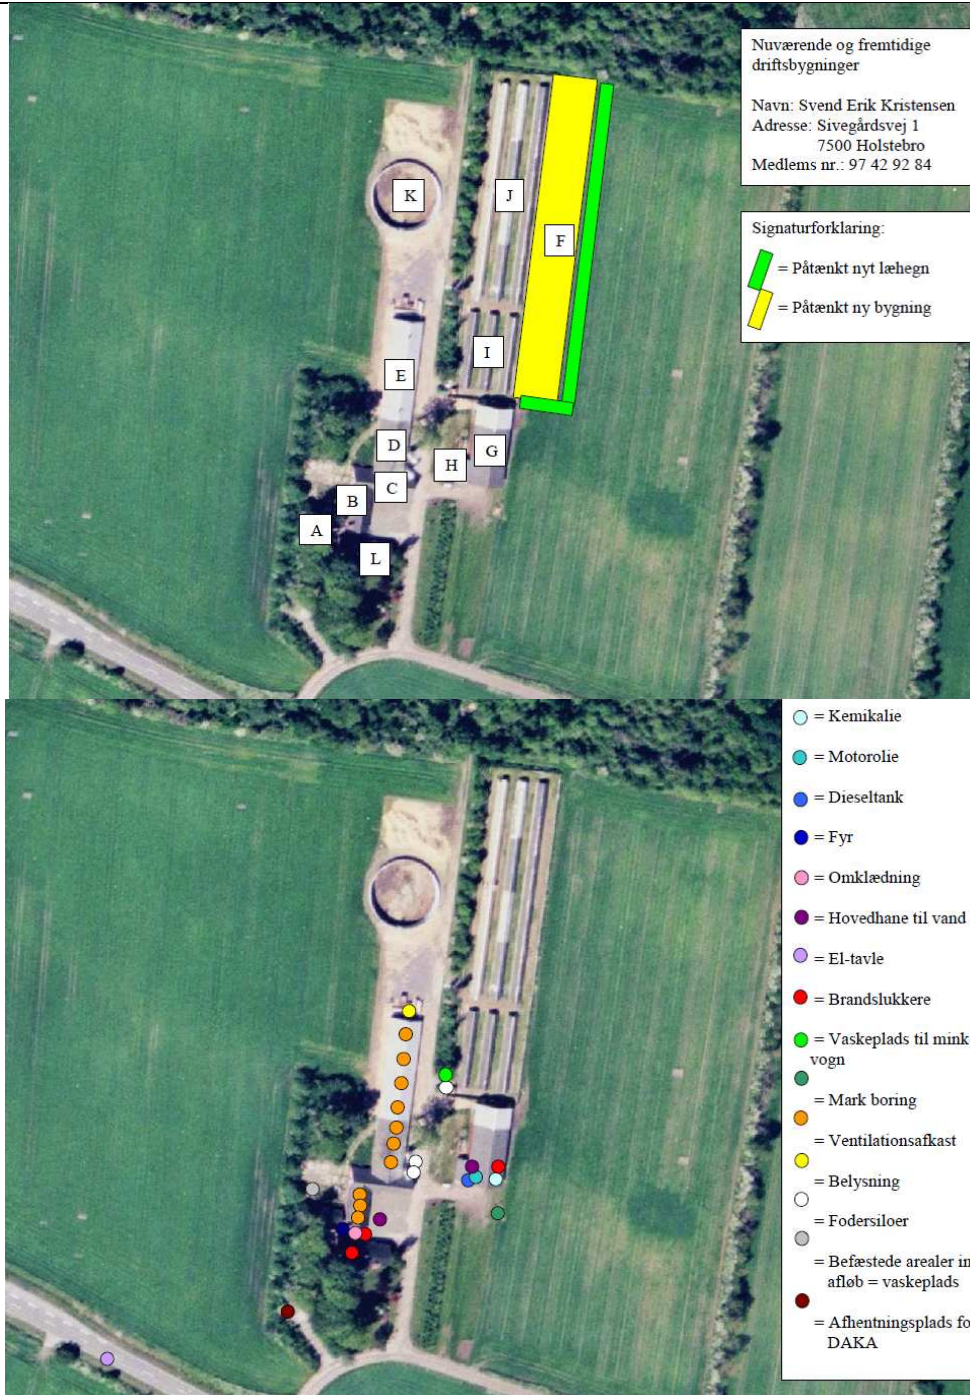 Nuværende og fremtidige
driftsbygninger
Navn: Svend Erik Kristensen
Adresse: Sivegårdsvej 1
7500 Holstebro
Medlems nr.: 97 42 92 84
Signaturforklaring:
= Påtænkt nyt læhegn
= Påtænkt ny bygning
K
J
F
I
E
D
G
H
C
B
A
L
= Kemikalie
= Motorolie
= Dieseltank
= Fyr
= Omklædning
= Hovedhane til vand
= El-tavle
= Brandslukkere
= Vaskeplads til mink
vogn
= Mark boring
= Ventilationsafkast
= Belysning
= Fodersiloer
= Befæstede arealer in
afløb = vaskeplads
= Afhentningsplads fo
DAKA